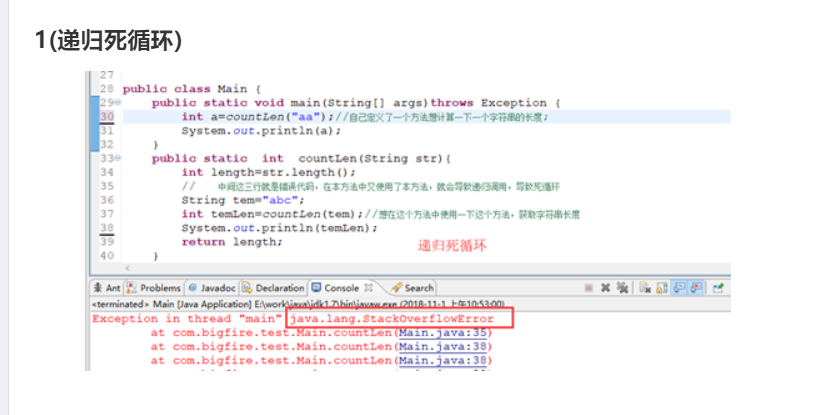 1(递归死循环)
27
28 public class Main {
29 public static void main(String[] args)throws Exception {
30 int a=countLen("aa");//自己定义了一个方法想计算一下一个字符串的长度;
31 System.out.println(a);
32 }
33 public static int countLen(String str){
34 int length=str.length();
35 // 中间这三行就是错误代码，在本方法中又使用了本方法，就会导致递归调用，导致死循环
36 String tem="abc";
37 int temLen=countLen(tem);//想在这个方法中使用一下这个方法，获取字符串长度
38 System.out.println(temLen);
39 return length;
递归死循环
40 }
Ant Problems @ Javadoc Declaration Console Search
<terminated> Main [Java Application] E:\work\java\jdk1.7\bin\javaw.exe (2018-11-1 上午10:53:00)
Exception in thread "main" java.lang.StackOverflowError
at com.bigfire.test.Main.countLen(Main.java:35)
at com.bigfire.test.Main.countLen(Main.java:38)
at com.bigfire.test.Main.countLen(Main.java:38)